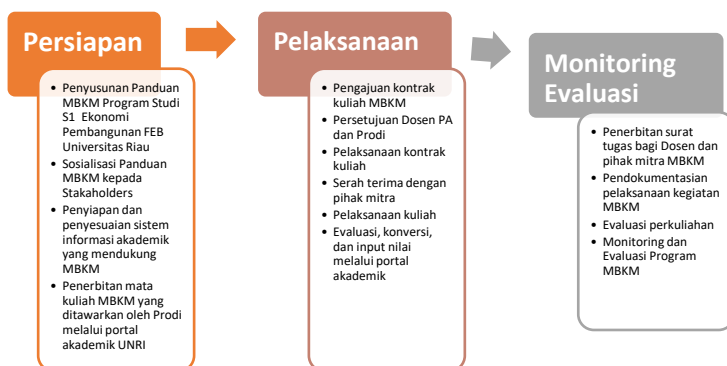 Persiapan
• Penyusunan Panduan
MBKM Program Studi
S1 Ekonomi
Pembangunan FEB
Universitas Riau
• Sosialisasi Panduan
MBKM kepada
Stakeholders
• Penyiapan dan
penyesuaian sistem
informasi akademik
yang mendukung
MBKM
• Penerbitan mata
kuliah MBKM yang
ditawarkan oleh Prodi
melalui portal
akademik UNRI
Pelaksanaan
• Pengajuan kontrak
kuliah MBKM
• Persetujuan Dosen PA
dan Prodi
• Pelaksanaan kontrak
kuliah
• Serah terima dengan
pihak mitra
• Pelaksanaan kuliah
• Evaluasi, konversi,
dan input nilai
melalui portal
akademik
Monitoring
Evaluasi
• Penerbitan surat
tugas bagi Dosen dan
pihak mitra MBKM
• Pendokumentasian
pelaksanaan kegiatan
MBKM
• Evaluasi perkuliahan
• Monitoring dan
Evaluasi Program
MBKM